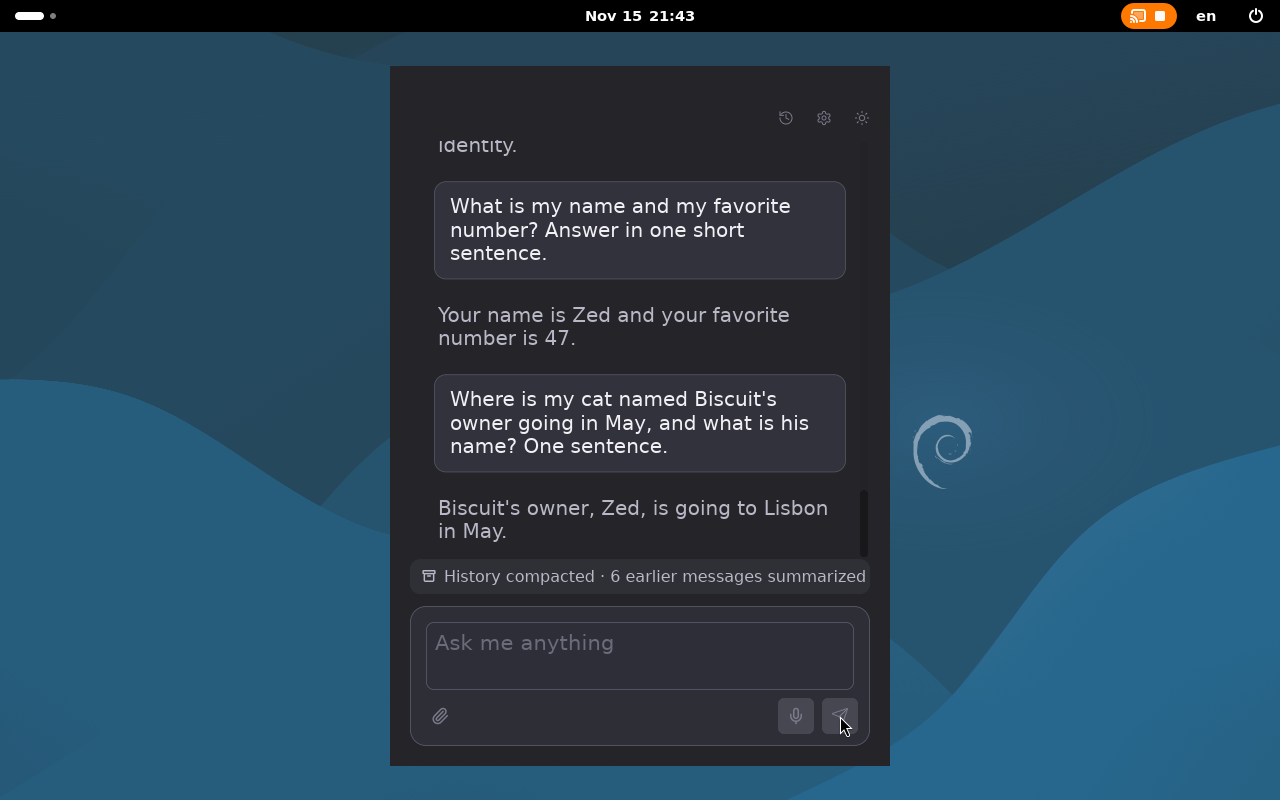 Nov 15 21:43
en
identity.
What is my name and my favorite
number? Answer in one short
sentence.
Your name is Zed and your favorite
number is 47.
Where is my cat named Biscuit's
owner going in May, and what is his
name? One sentence.
Biscuit's owner, Zed, is going to Lisbon
in May.
History compacted · 6 earlier messages summarized
Ask me anything